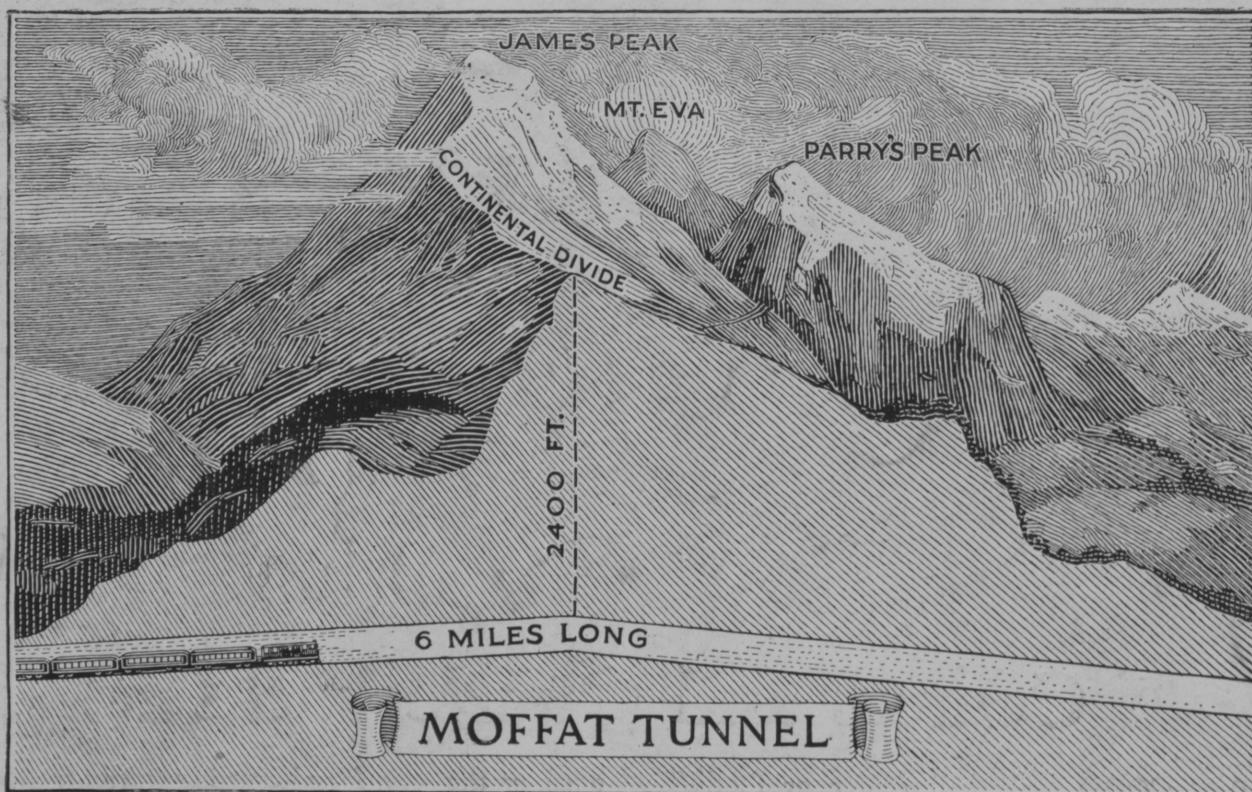 JAMES PEAK
MT. EVA
PARRY'S PEAK
CONTINENTAL DIVIDE
2400 FT.
6 MILES LONG
MOFFAT TUNNEL